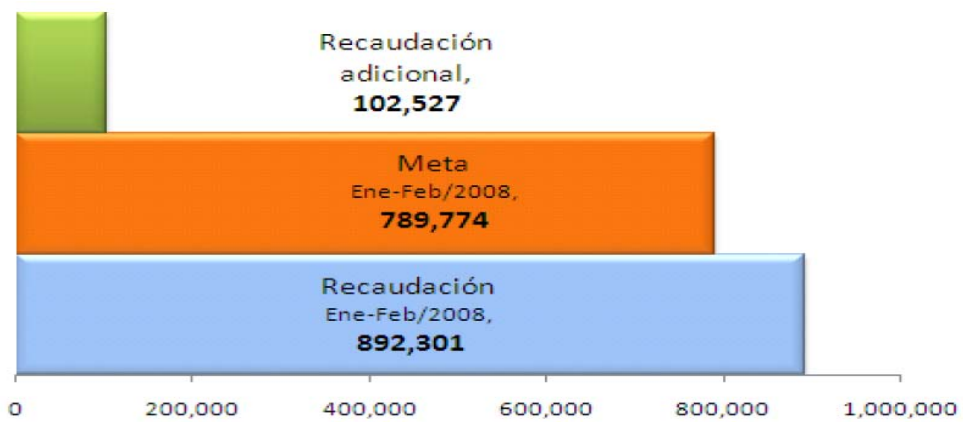 Recaudación
adicional,
102,527
Meta
Ene-Feb/2008,
789,774
Recaudación
Ene-Feb/2008,
892,301
0 200,000 400,000 600,000 800,000 1,000,000